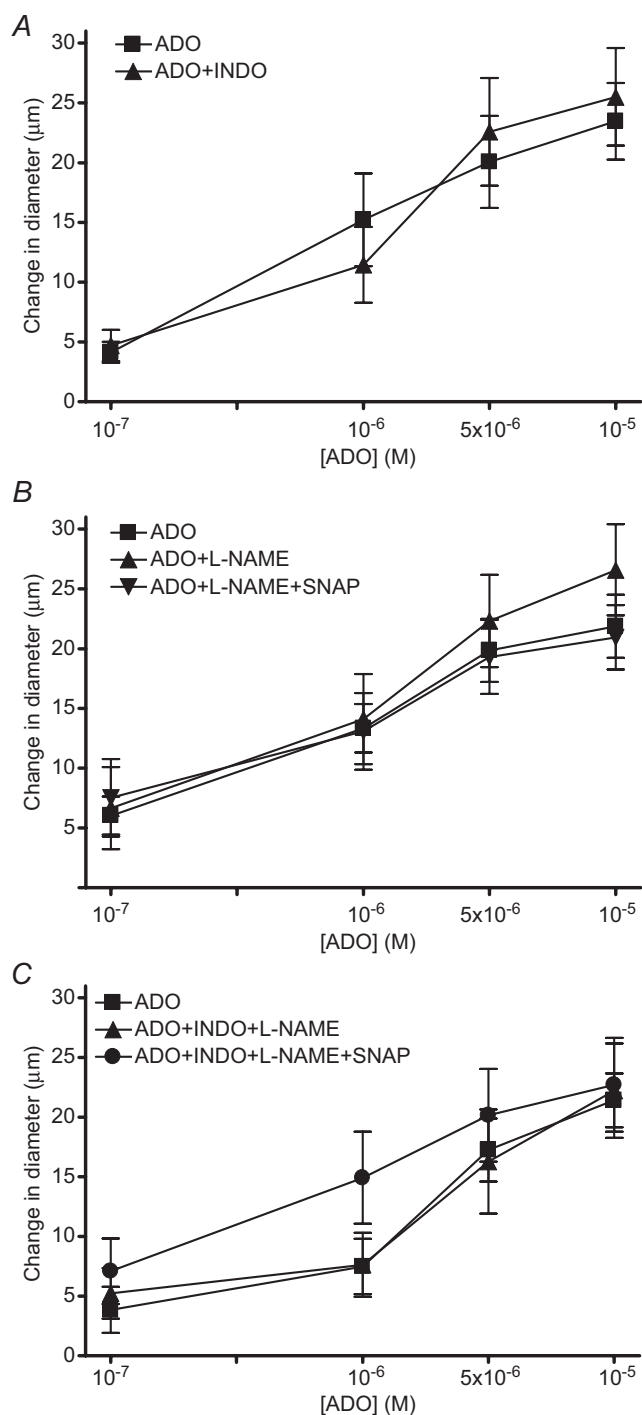 A
30
25
20
15
10
5
0
Change in diameter (μm)
ADO
ADO+INDO
10⁻⁷
10⁻⁶
5x10⁻⁶
10⁻⁵
[ADO] (M)
B
30
25
20
15
10
5
Change in diameter (μm)
ADO
ADO+L-NAME
ADO+L-NAME+SNAP
10⁻⁷
10⁻⁶
5x10⁻⁶
10⁻⁵
[ADO] (M)
C
30
25
20
15
10
5
0
Change in diameter (μm)
ADO
ADO+INDO+L-NAME
ADO+INDO+L-NAME+SNAP
10⁻⁷
10⁻⁶
5x10⁻⁶
10⁻⁵
[ADO] (M)